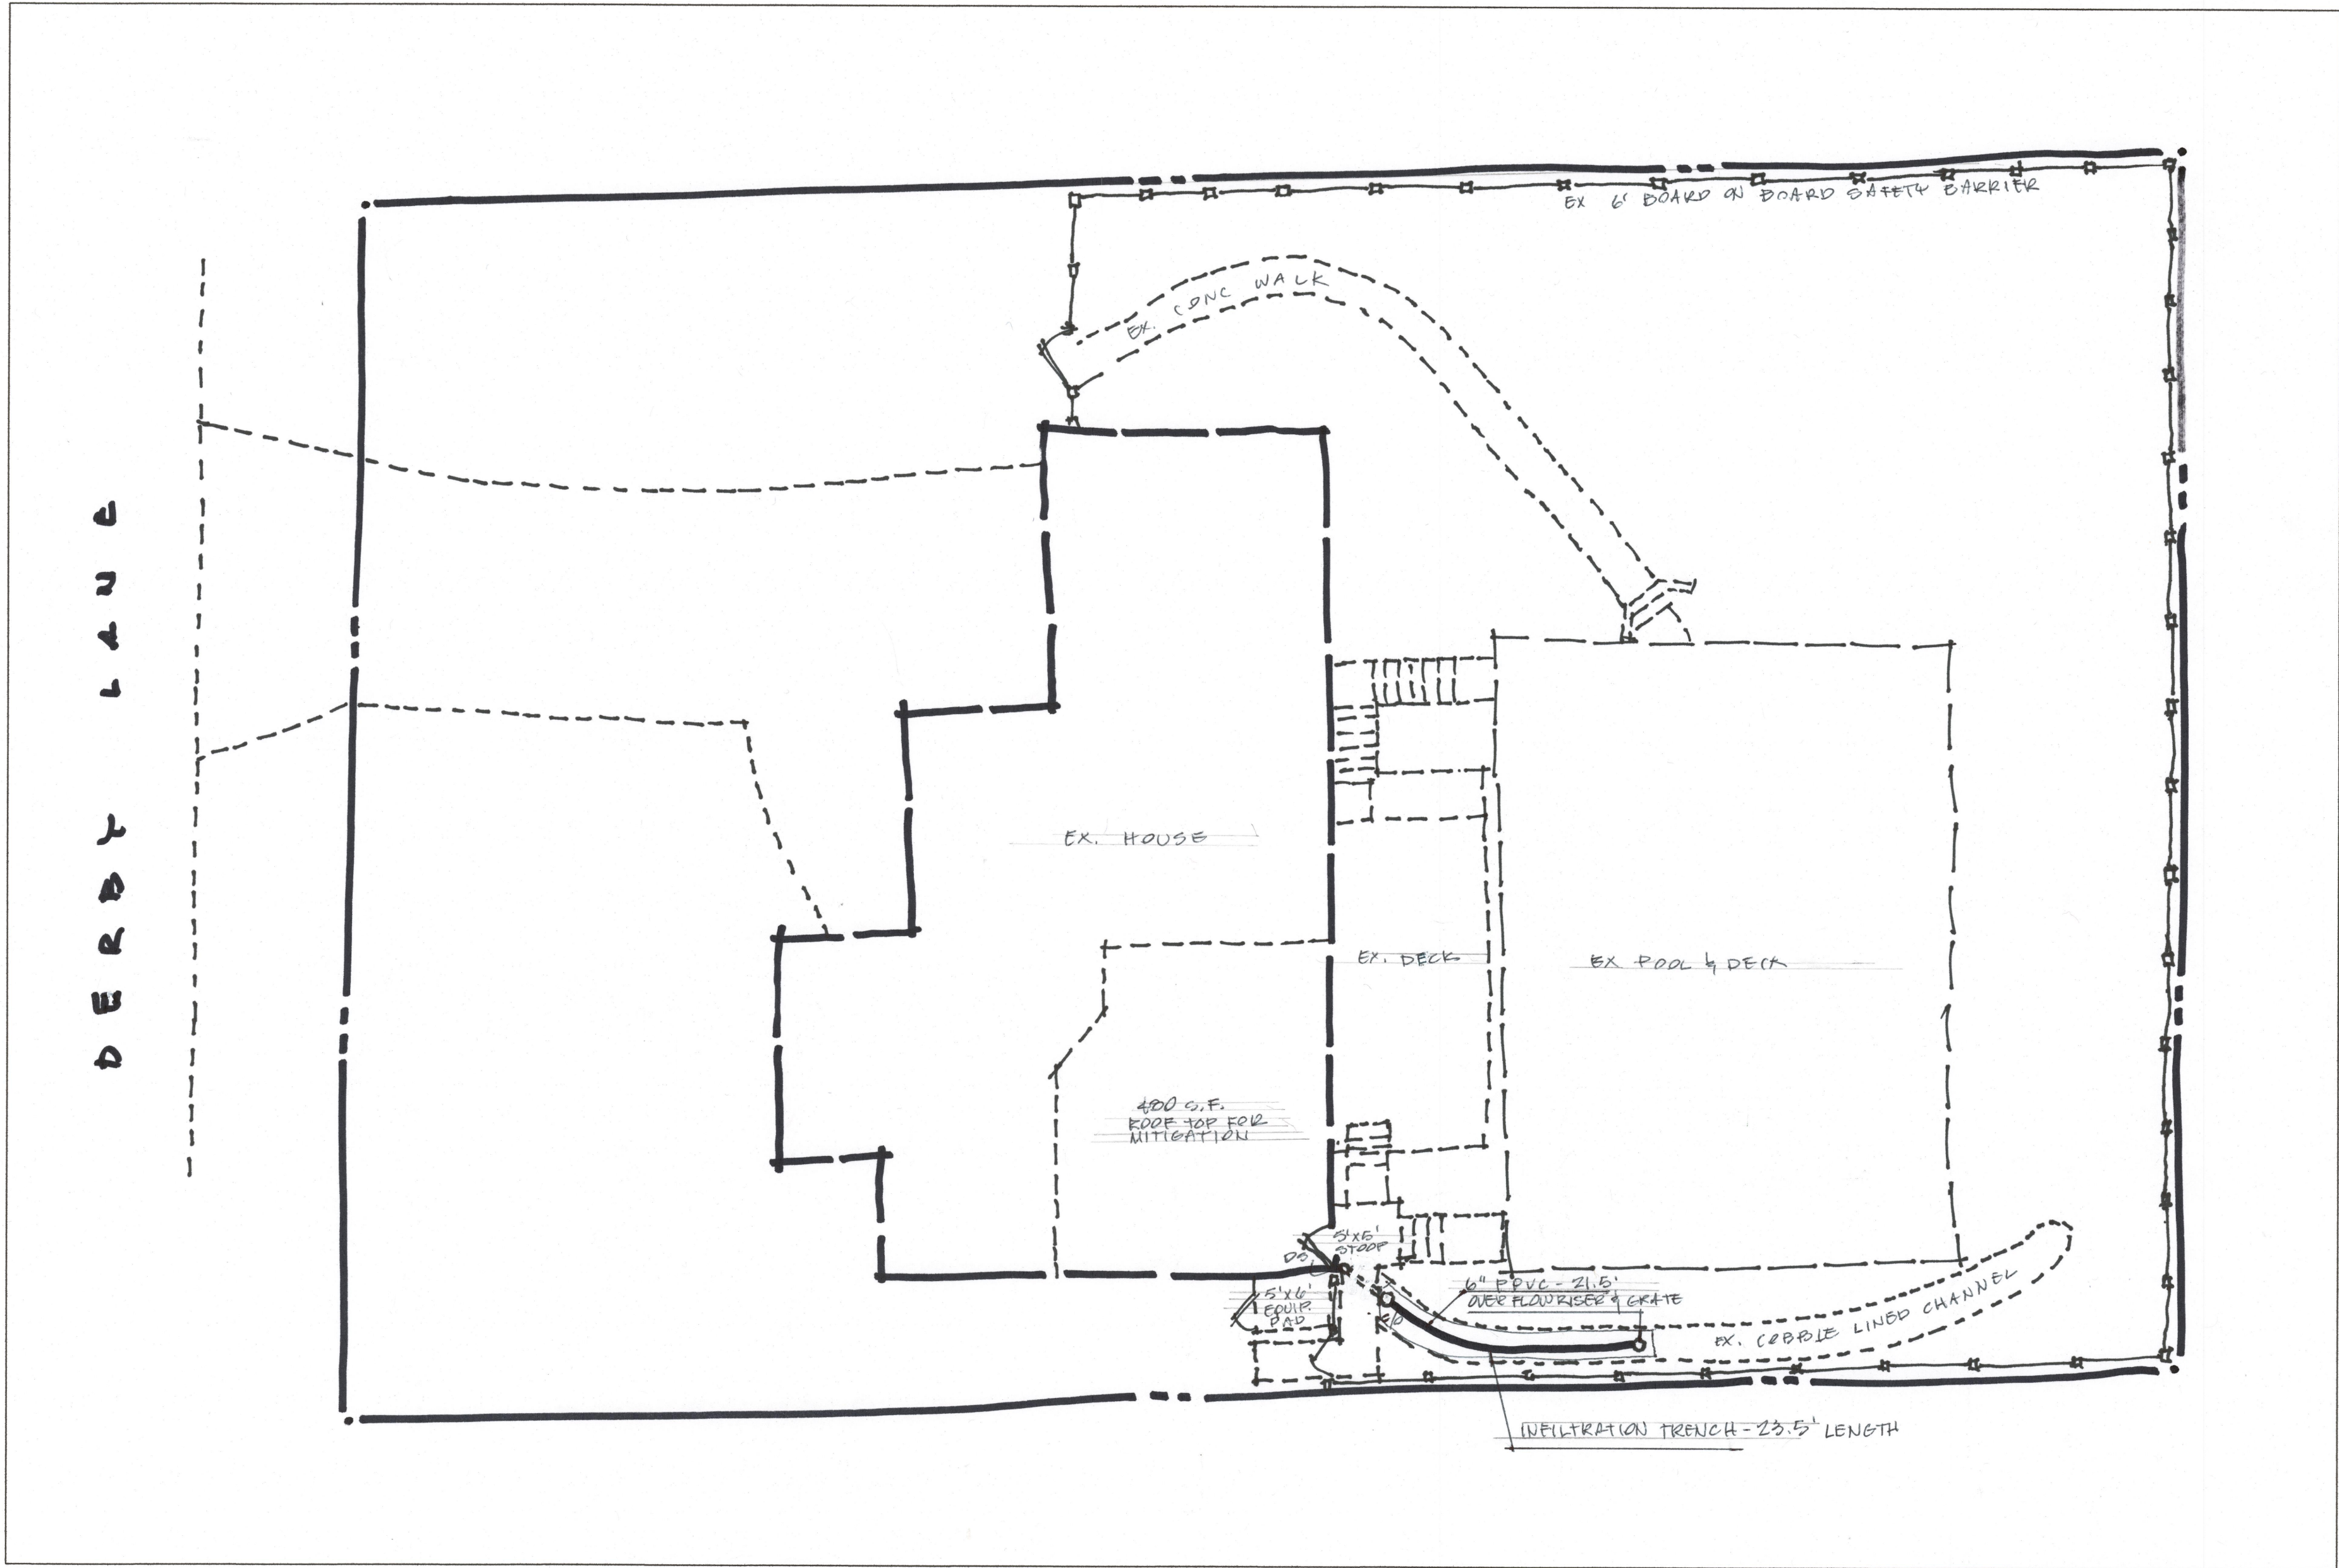 EX 6' BOARD ON BOARD SAFETY BARRIER
EX. CONC WALK
DERBY LANE
EX. HOUSE
EX. DECK
EX POOL & DECK
480 S.F.
ROOF TOP FOR
MITIGATION
5'X5'
STOOP
DS
5'X6'
EQUIP.
PAD
6" PPVC - 21.5'
OVERFLOW RISER & GRATE
EX. COBBLE LINED CHANNEL
INFILTRATION TRENCH - 23.5' LENGTH